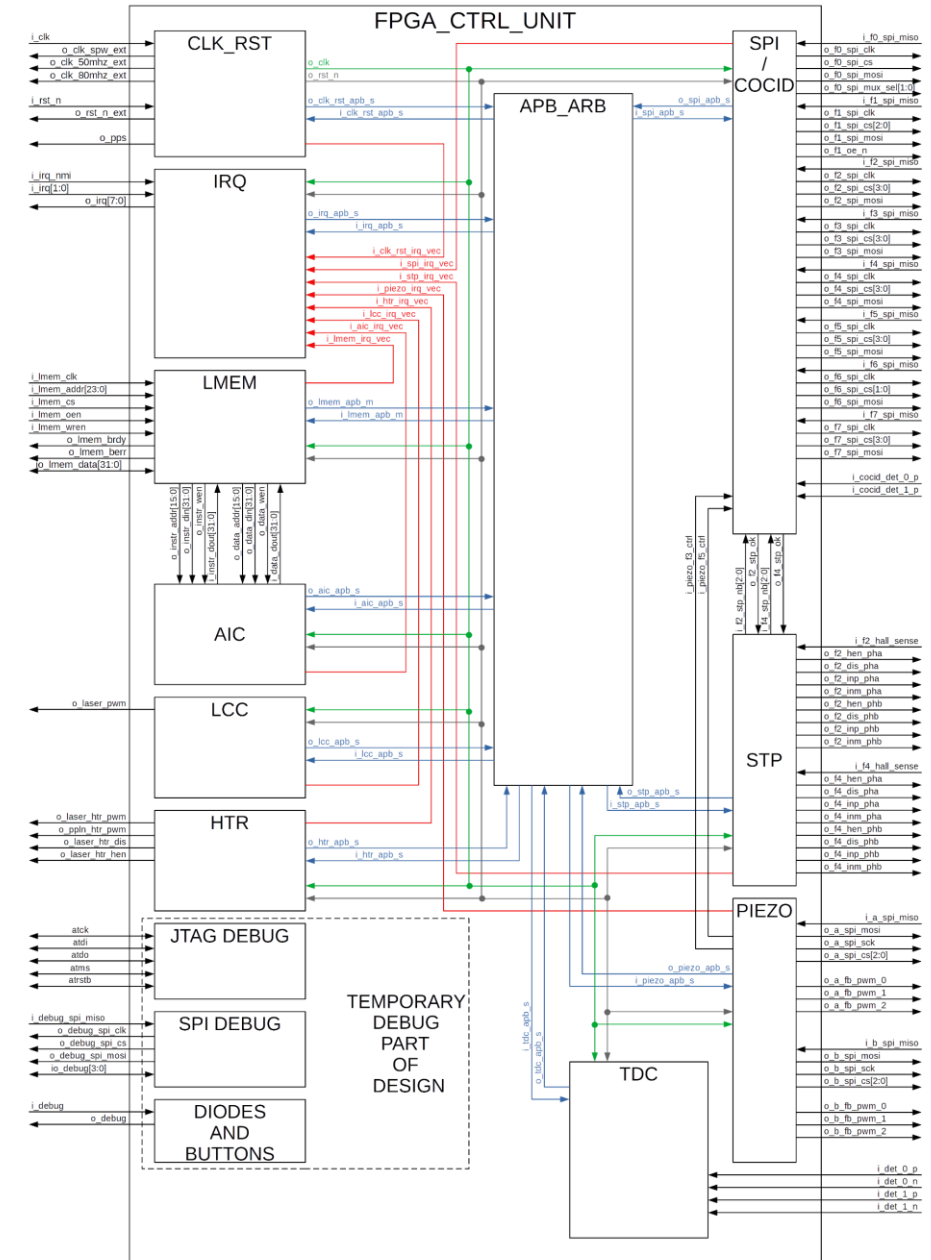 FPGA_CTRL_UNIT
i_clk
o_clk_spw_ext
o_clk_50mhz_ext
o_clk_80mhz_ext
i_rst_n
o_rst_n_ext
o_pps
CLK_RST
o_clk
o_rst_n
o_clk_rst_apb_s
i_clk_rst_apb_s
i_irq_nmi
i_irq[1:0]
o_irq[7:0]
IRQ
o_irq_apb_s
i_irq_apb_s
i_clk_rst_irq_vec
i_spi_irq_vec
i_stp_irq_vec
i_piezo_irq_vec
i_htr_irq_vec
i_lcc_irq_vec
i_aic_irq_vec
i_lmem_irq_vec
i_lmem_clk
i_lmem_addr[23:0]
i_lmem_cs
i_lmem_oen
i_lmem_wren
o_lmem_brdy
o_lmem_berr
io_lmem_data[31:0]
LMEM
o_lmem_apb_m
i_lmem_apb_m
o_instr_addr[15:0]
o_instr_din[31:0]
o_instr_wen
i_instr_dout[31:0]
o_data_addr[15:0]
o_data_din[31:0]
o_data_wen
i_data_dout[31:0]
AIC
o_aic_apb_s
i_aic_apb_s
o_laser_pwm
LCC
o_lcc_apb_s
i_lcc_apb_s
o_laser_htr_pwm
o_ppln_htr_pwm
o_laser_htr_dis
o_laser_htr_hen
HTR
o_htr_apb_s
i_htr_apb_s
atck
atdi
atdo
atms
atrstb
JTAG DEBUG
i_debug_spi_miso
o_debug_spi_clk
o_debug_spi_cs
o_debug_spi_mosi
io_debug[3:0]
SPI DEBUG
i_debug
o_debug
DIODES
AND
BUTTONS
TEMPORARY
DEBUG
PART
OF
DESIGN
APB_ARB
o_spi_apb_s
i_spi_apb_s
SPI
/
COCID
i_f0_spi_miso
o_f0_spi_clk
o_f0_spi_cs
o_f0_spi_mosi
o_f0_spi_mux_sel[1:0]
i_f1_spi_miso
o_f1_spi_clk
o_f1_spi_cs[2:0]
o_f1_spi_mosi
o_f1_oe_n
i_f2_spi_miso
o_f2_spi_clk
o_f2_spi_cs[3:0]
o_f2_spi_mosi
i_f3_spi_miso
o_f3_spi_clk
o_f3_spi_cs[3:0]
o_f3_spi_mosi
i_f4_spi_miso
o_f4_spi_clk
o_f4_spi_cs[3:0]
o_f4_spi_mosi
i_f5_spi_miso
o_f5_spi_clk
o_f5_spi_cs[3:0]
o_f5_spi_mosi
i_f6_spi_miso
o_f6_spi_clk
o_f6_spi_cs[1:0]
o_f6_spi_mosi
i_f7_spi_miso
o_f7_spi_clk
o_f7_spi_cs[3:0]
o_f7_spi_mosi
i_cocid_det_0_p
i_cocid_det_1_p
i_piezo_f3_ctrl
i_piezo_f5_ctrl
i_f2_stp_nb[2:0]
o_f2_stp_ok
i_f4_stp_nb[2:0]
o_f4_stp_ok
STP
o_stp_apb_s
i_stp_apb_s
i_f2_hall_sense
o_f2_hen_pha
o_f2_dis_pha
o_f2_inp_pha
o_f2_inm_pha
o_f2_hen_phb
o_f2_dis_phb
o_f2_inp_phb
o_f2_inm_phb
i_f4_hall_sense
o_f4_hen_pha
o_f4_dis_pha
o_f4_inp_pha
o_f4_inm_pha
o_f4_hen_phb
o_f4_dis_phb
o_f4_inp_phb
o_f4_inm_phb
PIEZO
o_piezo_apb_s
i_piezo_apb_s
i_a_spi_miso
o_a_spi_mosi
o_a_spi_sck
o_a_spi_cs[2:0]
o_a_fb_pwm_0
o_a_fb_pwm_1
o_a_fb_pwm_2
i_b_spi_miso
o_b_spi_mosi
o_b_spi_sck
o_b_spi_cs[2:0]
o_b_fb_pwm_0
o_b_fb_pwm_1
o_b_fb_pwm_2
i_tdc_apb_s
o_tdc_apb_s
TDC
i_det_0_p
i_det_0_n
i_det_1_p
i_det_1_n